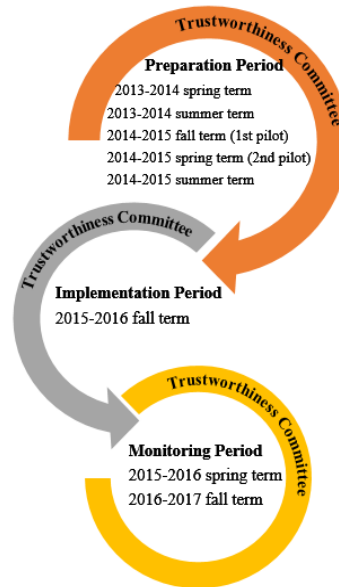 Trustworthiness Committee
Preparation Period
2013-2014 spring term
2013-2014 summer term
2014-2015 fall term (1st pilot)
2014-2015 spring term (2nd pilot)
2014-2015 summer term
Trustworthiness Committee
Implementation Period
2015-2016 fall term
Trustworthiness Committee
Monitoring Period
2015-2016 spring term
2016-2017 fall term